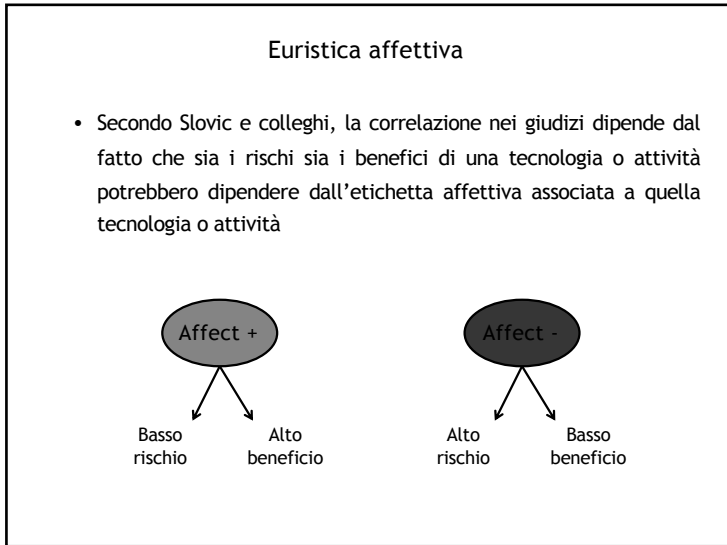 Euristica affettiva
• Secondo Slovic e colleghi, la correlazione nei giudizi dipende dal
fatto che sia i rischi sia i benefici di una tecnologia o attività
potrebbero dipendere dall’etichetta affettiva associata a quella
tecnologia o attività
Affect +
Affect -
Basso
rischio
Alto
beneficio
Alto
rischio
Basso
beneficio